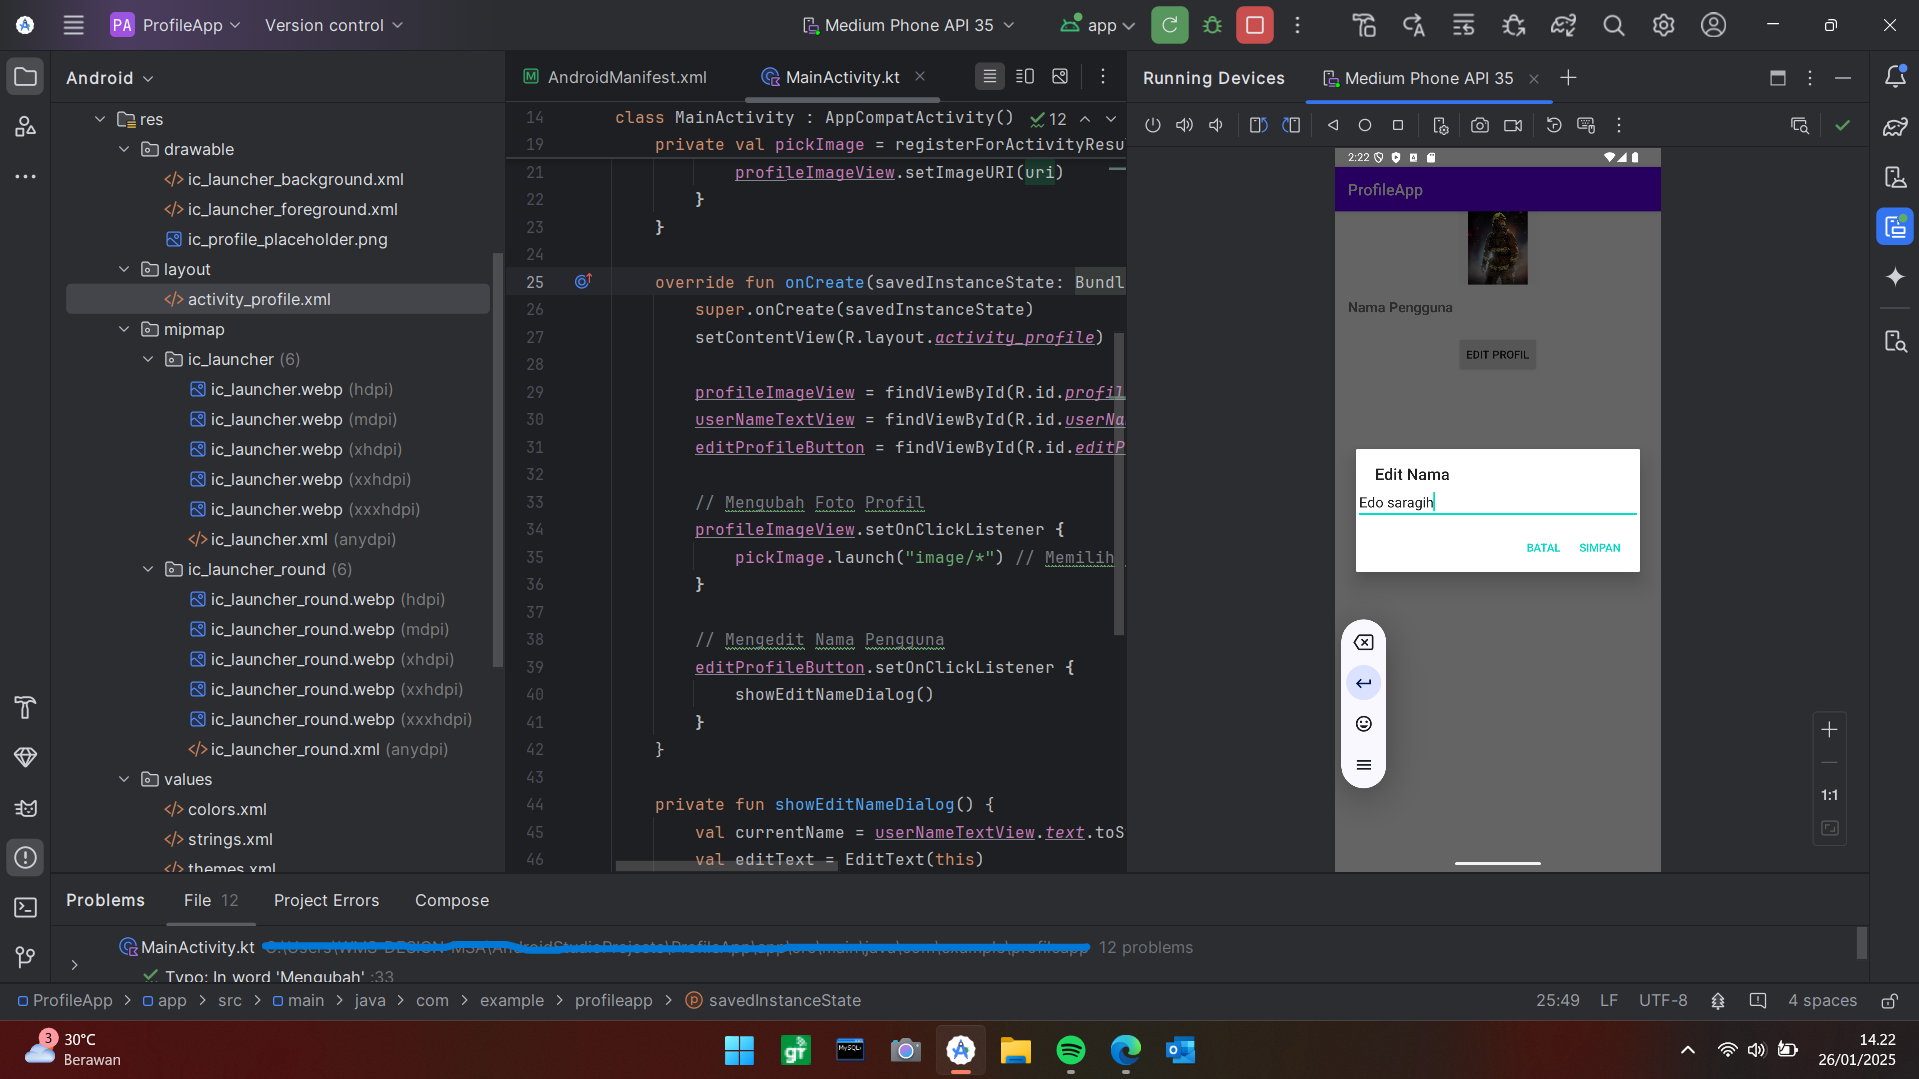 PA ProfileApp Version control Medium Phone API 35 app
Android
res
drawable
</> ic_launcher_background.xml
</> ic_launcher_foreground.xml
ic_profile_placeholder.png
layout
</> activity_profile.xml
mipmap
ic_launcher (6)
ic_launcher.webp (hdpi)
ic_launcher.webp (mdpi)
ic_launcher.webp (xhdpi)
ic_launcher.webp (xxhdpi)
ic_launcher.webp (xxxhdpi)
</> ic_launcher.xml (anydpi)
ic_launcher_round (6)
ic_launcher_round.webp (hdpi)
ic_launcher_round.webp (mdpi)
ic_launcher_round.webp (xhdpi)
ic_launcher_round.webp (xxhdpi)
ic_launcher_round.webp (xxxhdpi)
</> ic_launcher_round.xml (anydpi)
values
</> colors.xml
</> strings.xml
</> themes.xml
M AndroidManifest.xml MainActivity.kt
14 class MainActivity : AppCompatActivity() 12
19 private val pickImage = registerForActivityResu
21 profileImageView.setImageURI(uri)
22 }
23 }
24
25 override fun onCreate(savedInstanceState: Bundl
26 super.onCreate(savedInstanceState)
27 setContentView(R.layout.activity_profile)
28
29 profileImageView = findViewById(R.id.profil
30 userNameTextView = findViewById(R.id.userNa
31 editProfileButton = findViewById(R.id.editP
32
33 // Mengubah Foto Profil
34 profileImageView.setOnClickListener {
35 pickImage.launch("image/*") // Memilih
36 }
37
38 // Mengedit Nama Pengguna
39 editProfileButton.setOnClickListener {
40 showEditNameDialog()
41 }
42 }
43
44 private fun showEditNameDialog() {
45 val currentName = userNameTextView.text.toS
46 val editText = EditText(this)
Running Devices Medium Phone API 35
2:22
ProfileApp
Nama Pengguna
EDIT PROFIL
Edit Nama
Edo saragih
BATAL SIMPAN
1:1
Problems File 12 Project Errors Compose
MainActivity.kt 12 problems
Typo: In word 'Mengubah' :33
ProfileApp > app > src > main > java > com > example > profileapp > savedInstanceState
25:49 LF UTF-8 4 spaces
3 30°C
Berawan
gT
MySQL
14.22
26/01/2025